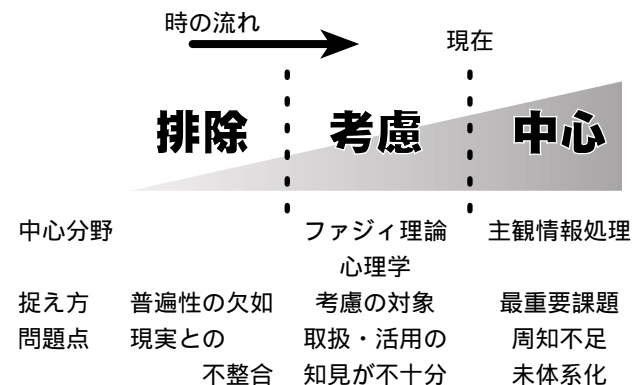 時の流れ
現在
排除 考慮 中心
中心分野 ファジィ理論 主観情報処理
心理学
捉え方 普遍性の欠如 考慮の対象 最重要課題
問題点 現実との 取扱・活用の 周知不足
不整合 知見が不十分 未体系化